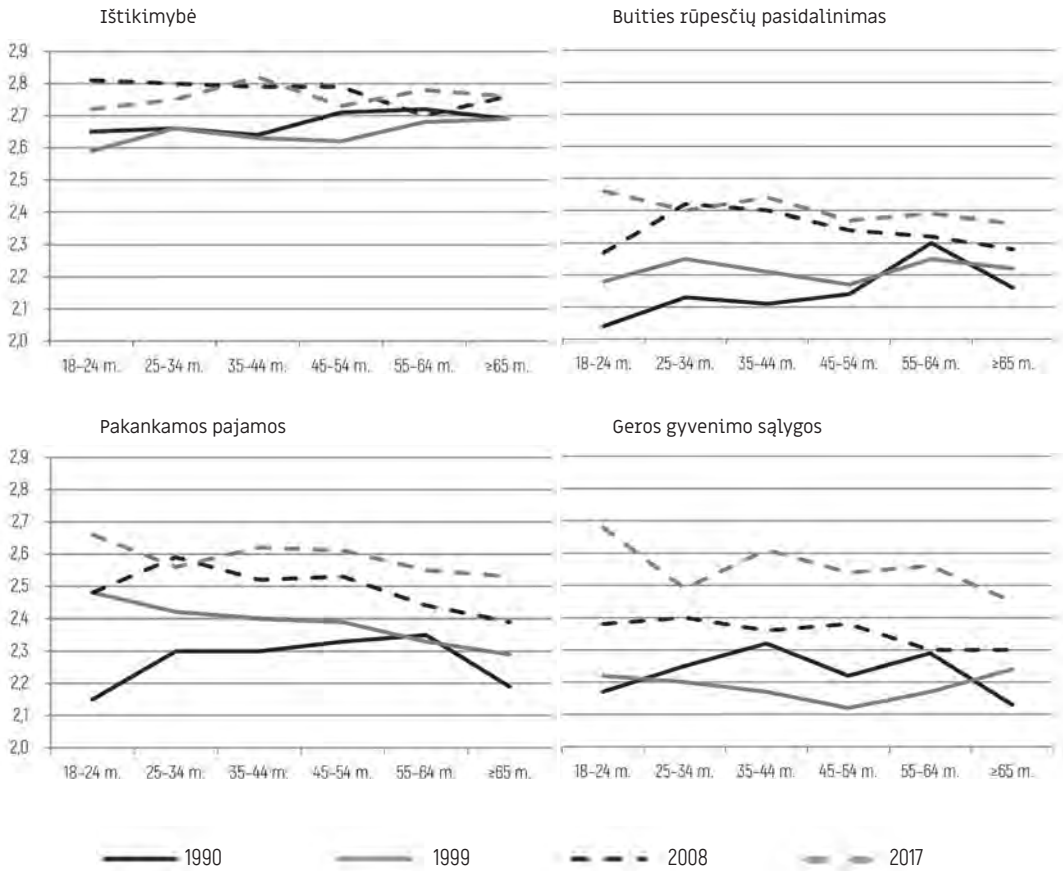 Ištikimybė
2,9
2,8
2,7
2,6
2,5
2,4
2,3
2,2
2,1
2,0
18–24 m. 25–34 m. 35–44 m. 45–54 m. 55–64 m. ≥65 m.
Buities rūpesčių pasidalinimas
18–24 m. 25–34 m. 35–44 m. 45–54 m. 55–64 m. ≥65 m.
Pakankamos pajamos
2,9
2,8
2,7
2,6
2,5
2,4
2,3
2,2
2,1
2,0
18–24 m. 25–34 m. 35–44 m. 45–54 m. 55–64 m. ≥65 m.
Geros gyvenimo sąlygos
18–24 m. 25–34 m. 35–44 m. 45–54 m. 55–64 m. ≥65 m.
1990 1999 2008 2017